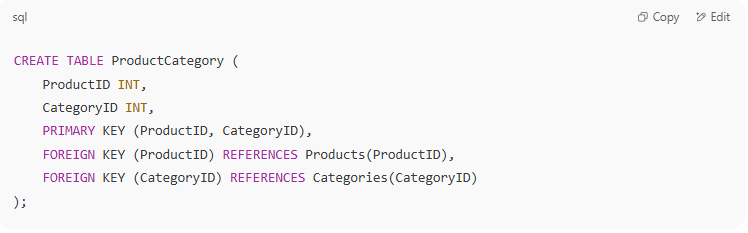 sql
Copy
Edit
CREATE TABLE ProductCategory (
    ProductID INT,
    CategoryID INT,
    PRIMARY KEY (ProductID, CategoryID),
    FOREIGN KEY (ProductID) REFERENCES Products(ProductID),
    FOREIGN KEY (CategoryID) REFERENCES Categories(CategoryID)
);